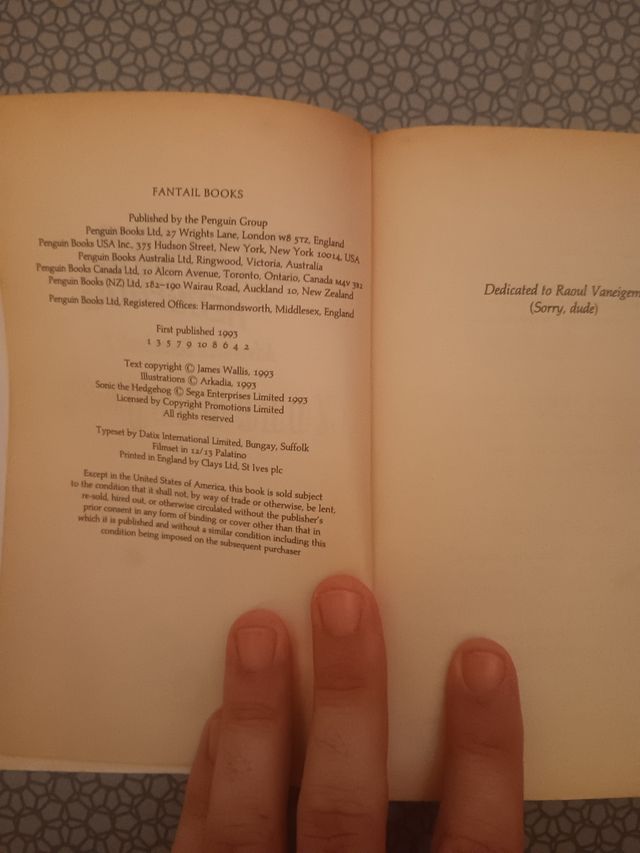 FANTAIL BOOKS
Published by the Penguin Group
Penguin Books Ltd, 27 Wrights Lane, London W8 5TZ, England
Penguin Books USA Inc, 375 Hudson Street, New York, New York 10014, USA
Penguin Books Australia Ltd, Ringwood, Victoria, Australia
Penguin Books Canada Ltd, 10 Alcorn Avenue, Toronto, Ontario, Canada M4V 3B2
Penguin Books (NZ) Ltd, 182–190 Wairau Road, Auckland 10, New Zealand
Penguin Books Ltd, Registered Offices: Harmondsworth, Middlesex, England
First published 1993
1 3 5 7 9 10 8 6 4 2
Text copyright © James Wallis, 1993
Illustrations © Arkadia, 1993
Sonic the Hedgehog © Sega Enterprises Limited 1993
Licensed by Copyright Promotions Limited
All rights reserved
Typeset by Datix International Limited, Bungay, Suffolk
Filmset in 12/13 Palatino
Printed in England by Clays Ltd, St Ives plc
Except in the United States of America, this book is sold subject
to the condition that it shall not, by way of trade or otherwise, be lent,
re-sold, hired out, or otherwise circulated without the publisher's
prior consent in any form of binding or cover other than that in
which it is published and without a similar condition including this
condition being imposed on the subsequent purchaser
Dedicated to Raoul Vaneigem
(Sorry, dude)